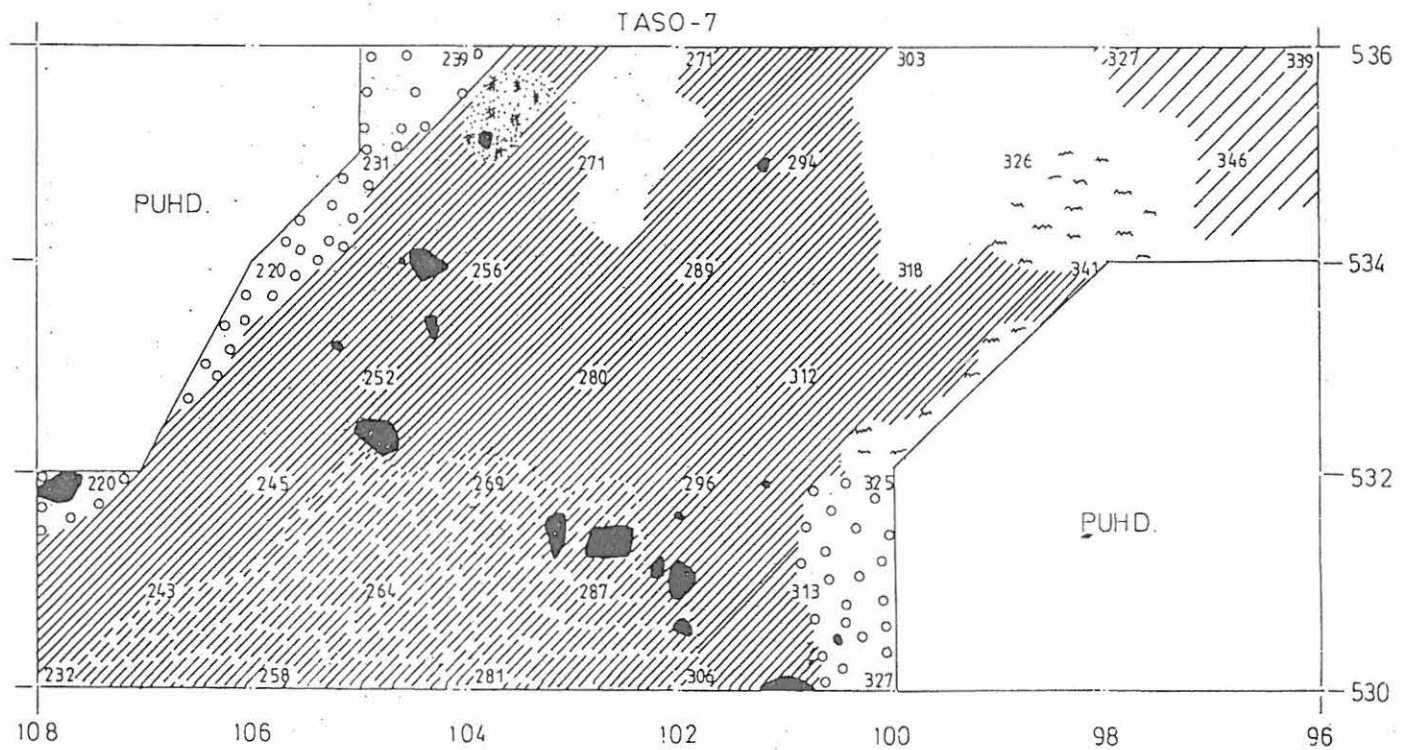 TASO-7
239 271 303 327 339 536
231 271 294 326 346
PUHD.
220 256 289 318 341 534
252 280 312
220 245 269 296 325 532
PUHD.
243 264 287 313
232 258 281 306 327 530
108 106 104 102 100 98 96